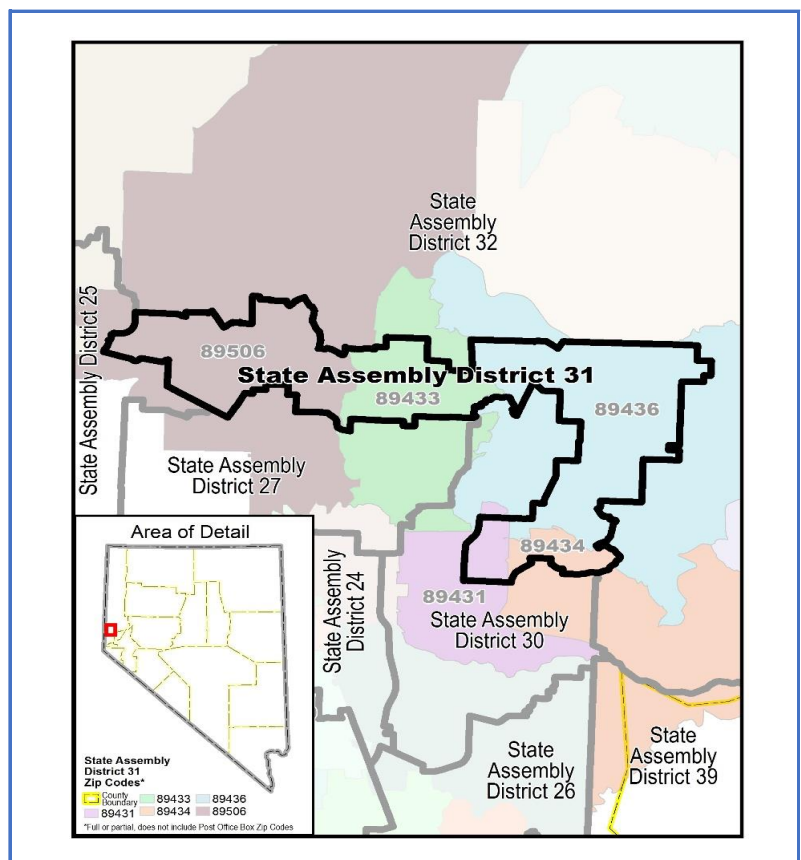 State
Assembly
District 32
State Assembly District 25
89506
State Assembly District 31
89433
89436
State Assembly
District 27
89434
89431
State Assembly
District 24
State Assembly
District 30
State
Assembly
District 26
State
Assembly
District 39
Area of Detail
State Assembly
District 31
Zip Codes*
County
Boundary
89433
89436
89431
89434
89506
*Full or partial, does not include Post Office Box Zip Codes